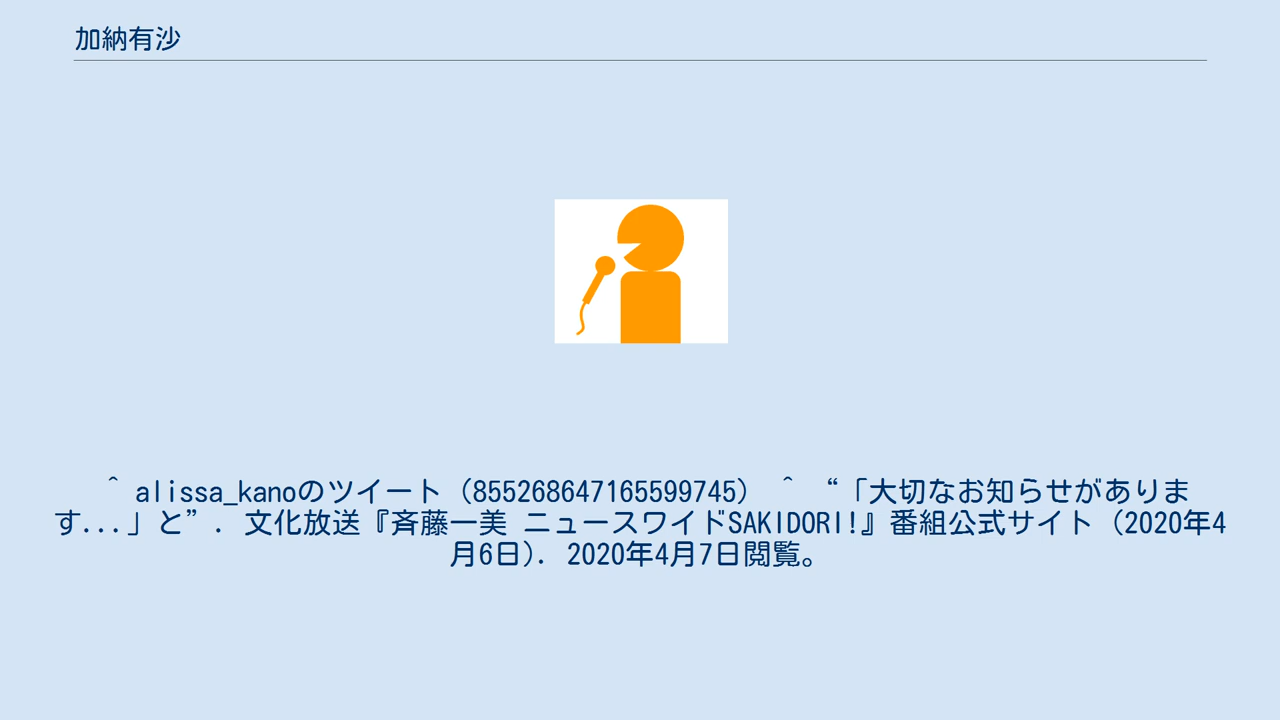 加納有沙
^ alissa_kanoのツイート (855268647165599745) ^ “「大切なお知らせがありま
す...」と”. 文化放送『斉藤一美 ニュースワイドSAKIDORI!』番組公式サイト (2020年4
月6日). 2020年4月7日閲覧。